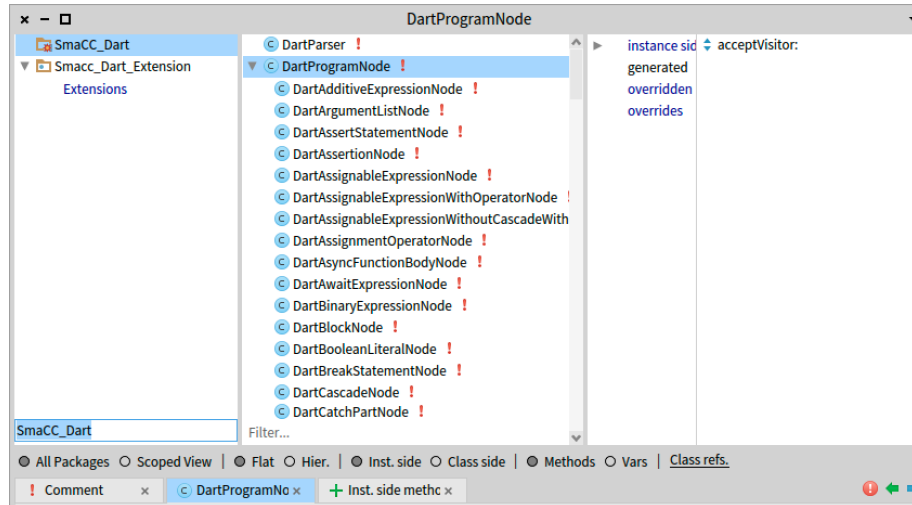 DartProgramNode
SmaCC_Dart
Smacc_Dart_Extension
Extensions
SmaCC_Dart
DartParser !
DartProgramNode !
DartAdditiveExpressionNode !
DartArgumentListNode !
DartAssertStatementNode !
DartAssertionNode !
DartAssignableExpressionNode !
DartAssignableExpressionWithOperatorNode !
DartAssignableExpressionWithoutCascadeWith
DartAssignmentOperatorNode !
DartAsyncFunctionBodyNode !
DartAwaitExpressionNode !
DartBinaryExpressionNode !
DartBlockNode !
DartBooleanLiteralNode !
DartBreakStatementNode !
DartCascadeNode !
DartCatchPartNode !
Filter...
instance sid
generated
overridden
overrides
acceptVisitor:
All Packages Scoped View | Flat Hier. | Inst. side Class side | Methods Vars | Class refs.
! Comment × C DartProgramNo × + Inst. side methc ×